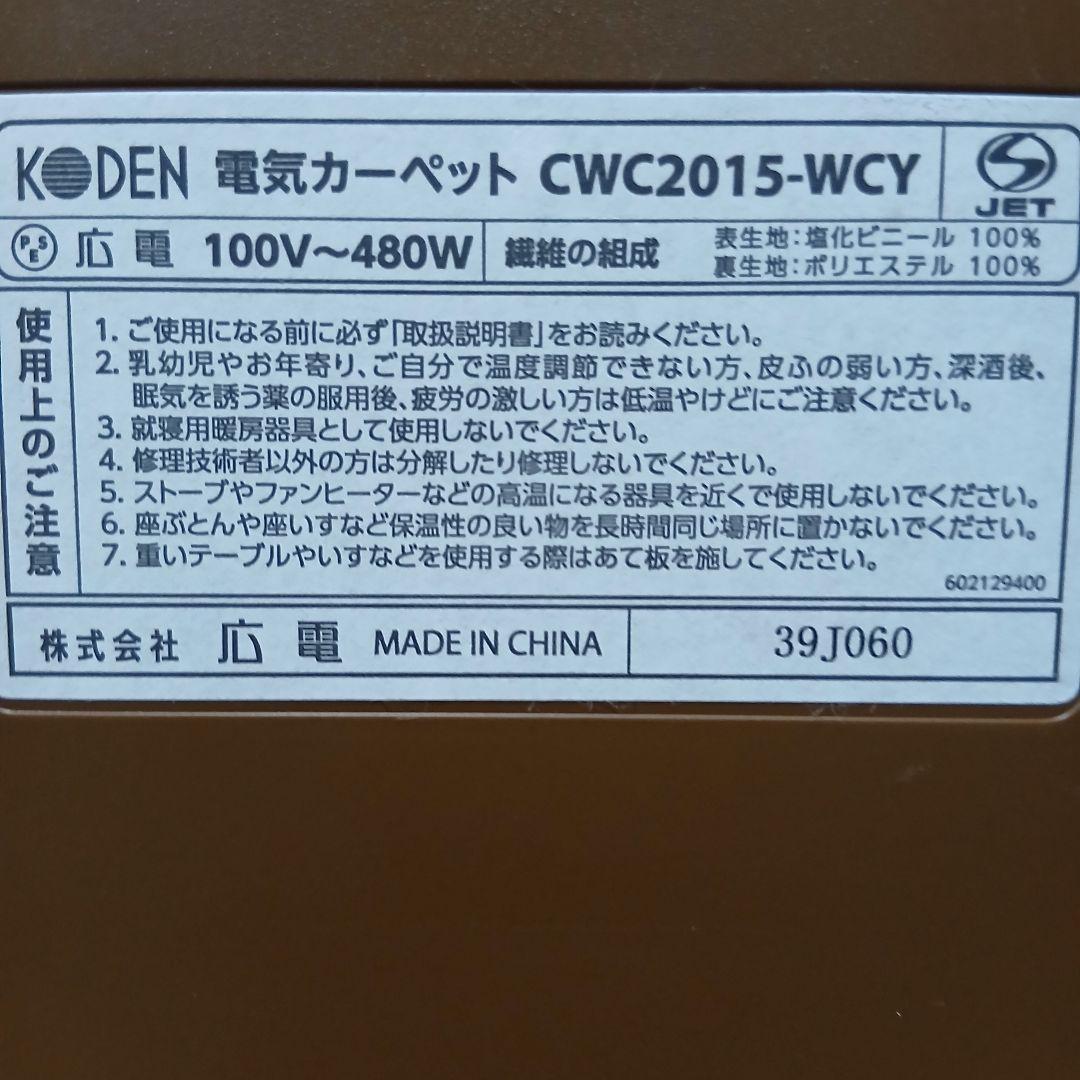 KODEN 電気カーペット CWC2015-WCY
JET
PSE 広電 100V～480W 繊維の組成
表生地：塩化ビニール 100%
裏生地：ポリエステル 100%
使用上のご注意
1. ご使用になる前に必ず「取扱説明書」をお読みください。
2. 乳幼児やお年寄り、ご自分で温度調節できない方、皮ふの弱い方、深酒後、
眠気を誘う薬の服用後、疲労の激しい方は低温やけどにご注意ください。
3. 就寝用暖房器具として使用しないでください。
4. 修理技術者以外の方は分解したり修理しないでください。
5. ストーブやファンヒーターなどの高温になる器具を近くで使用しないでください。
6. 座ぶとんや座いすなど保温性の良い物を長時間同じ場所に置かないでください。
7. 重いテーブルやいすなどを使用する際はあて板を施してください。
602129400
株式会社 広電 MADE IN CHINA 39J060